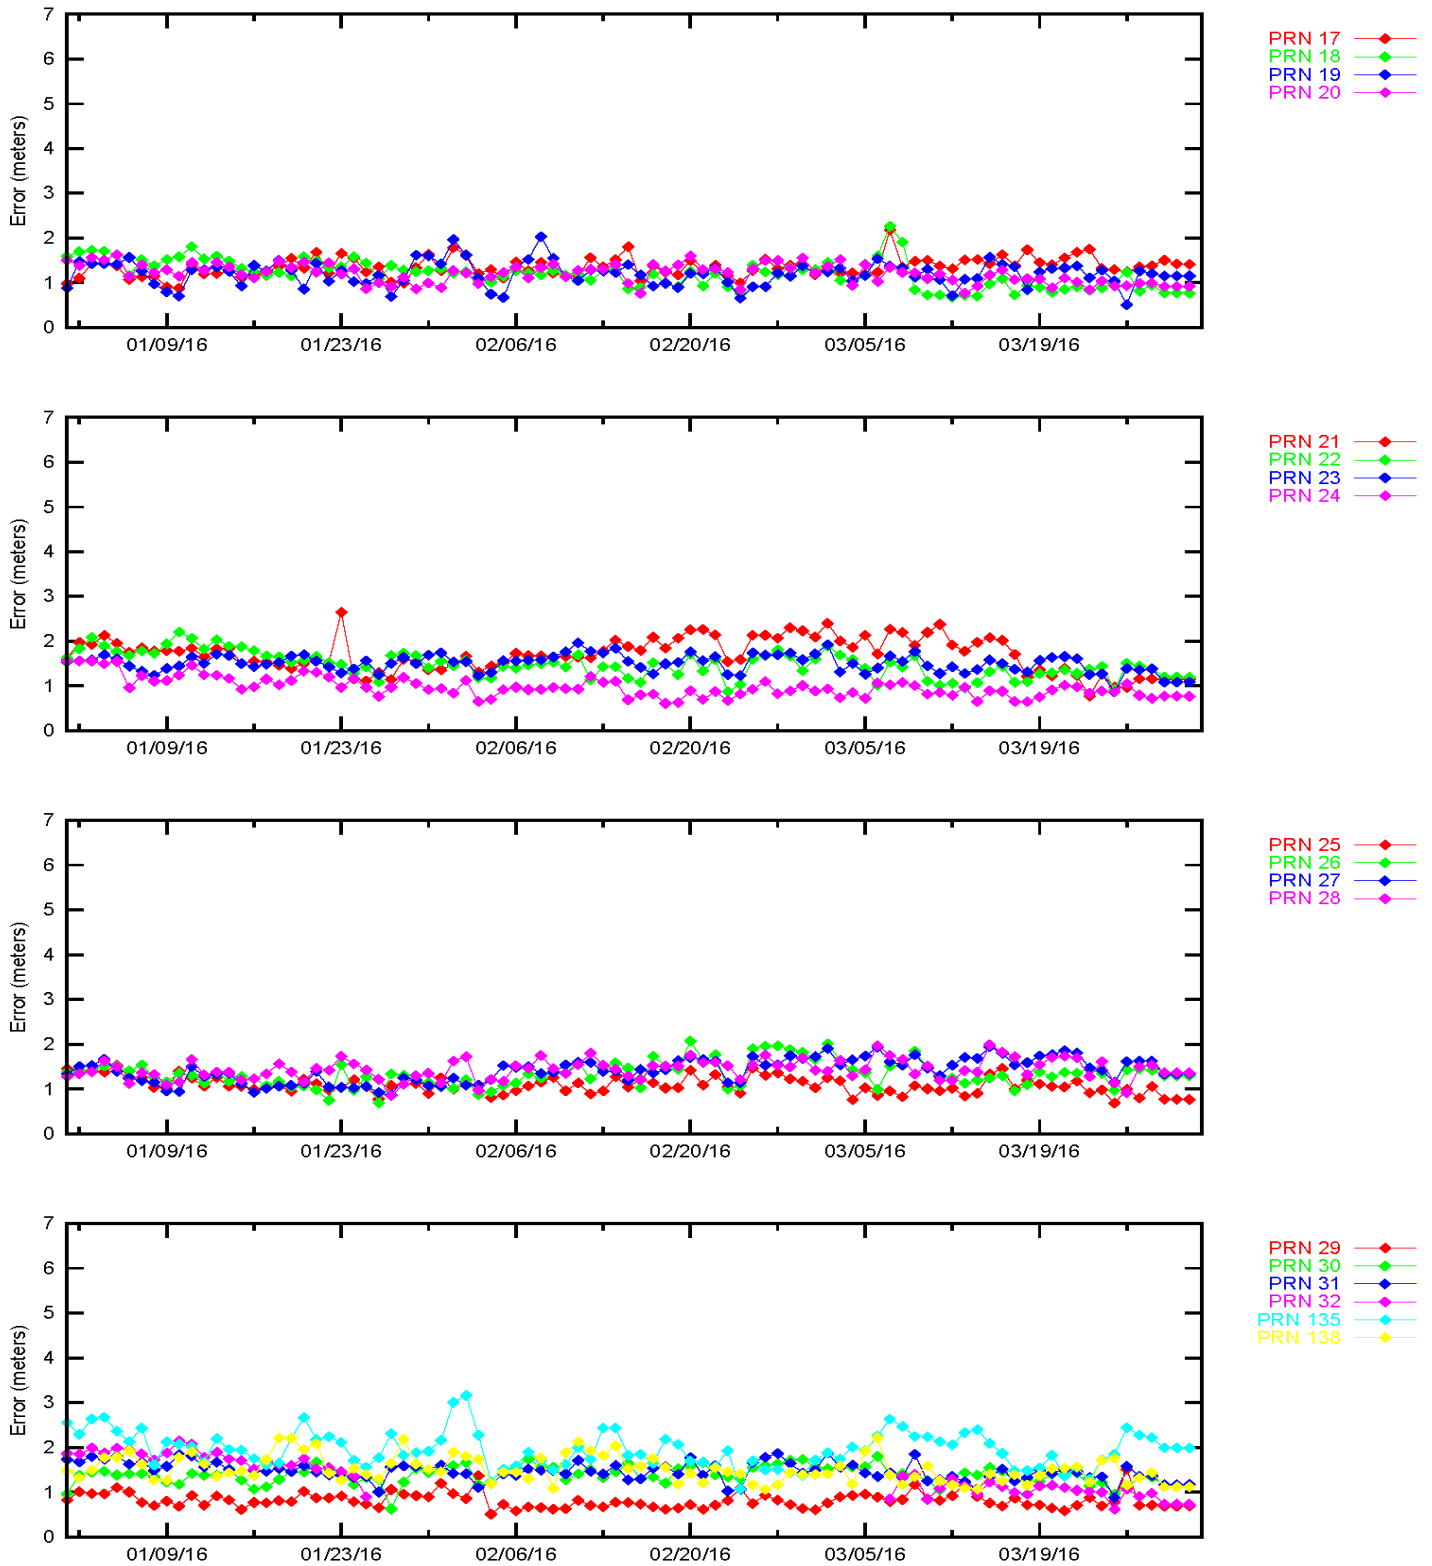 7
6
5
4
3
2
1
0
Error (meters)
01/09/16 01/23/16 02/06/16 02/20/16 03/05/16 03/19/16
PRN 17
PRN 18
PRN 19
PRN 20
7
6
5
4
3
2
1
0
Error (meters)
01/09/16 01/23/16 02/06/16 02/20/16 03/05/16 03/19/16
PRN 21
PRN 22
PRN 23
PRN 24
7
6
5
4
3
2
1
0
Error (meters)
01/09/16 01/23/16 02/06/16 02/20/16 03/05/16 03/19/16
PRN 25
PRN 26
PRN 27
PRN 28
7
6
5
4
3
2
1
0
Error (meters)
01/09/16 01/23/16 02/06/16 02/20/16 03/05/16 03/19/16
PRN 29
PRN 30
PRN 31
PRN 32
PRN 135
PRN 138